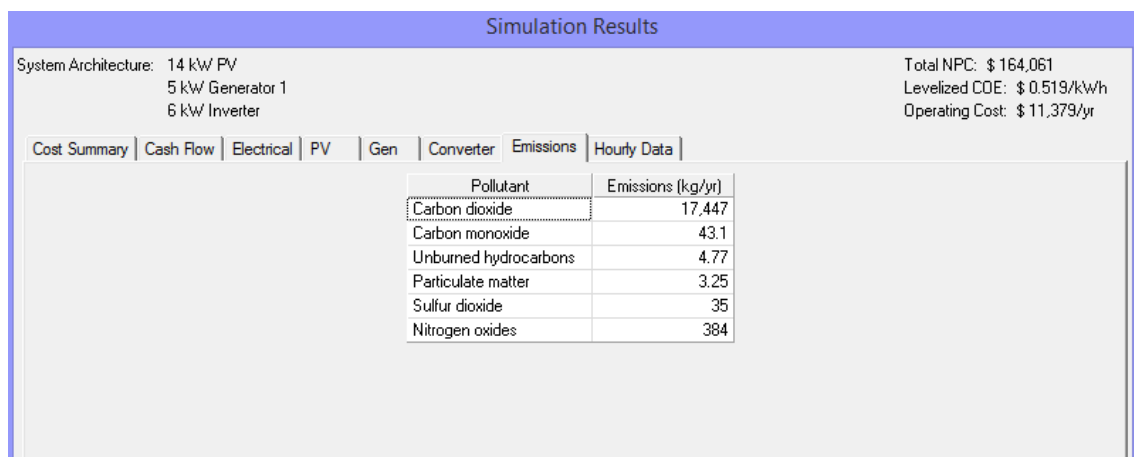 Simulation Results
System Architecture: 14 kW PV
5 kW Generator 1
6 kW Inverter
Total NPC: $ 164,061
Levelized COE: $ 0.519/kWh
Operating Cost: $ 11,379/yr
Cost Summary Cash Flow Electrical PV Gen Converter Emissions Hourly Data
Pollutant Emissions (kg/yr)
Carbon dioxide 17,447
Carbon monoxide 43.1
Unburned hydrocarbons 4.77
Particulate matter 3.25
Sulfur dioxide 35
Nitrogen oxides 384